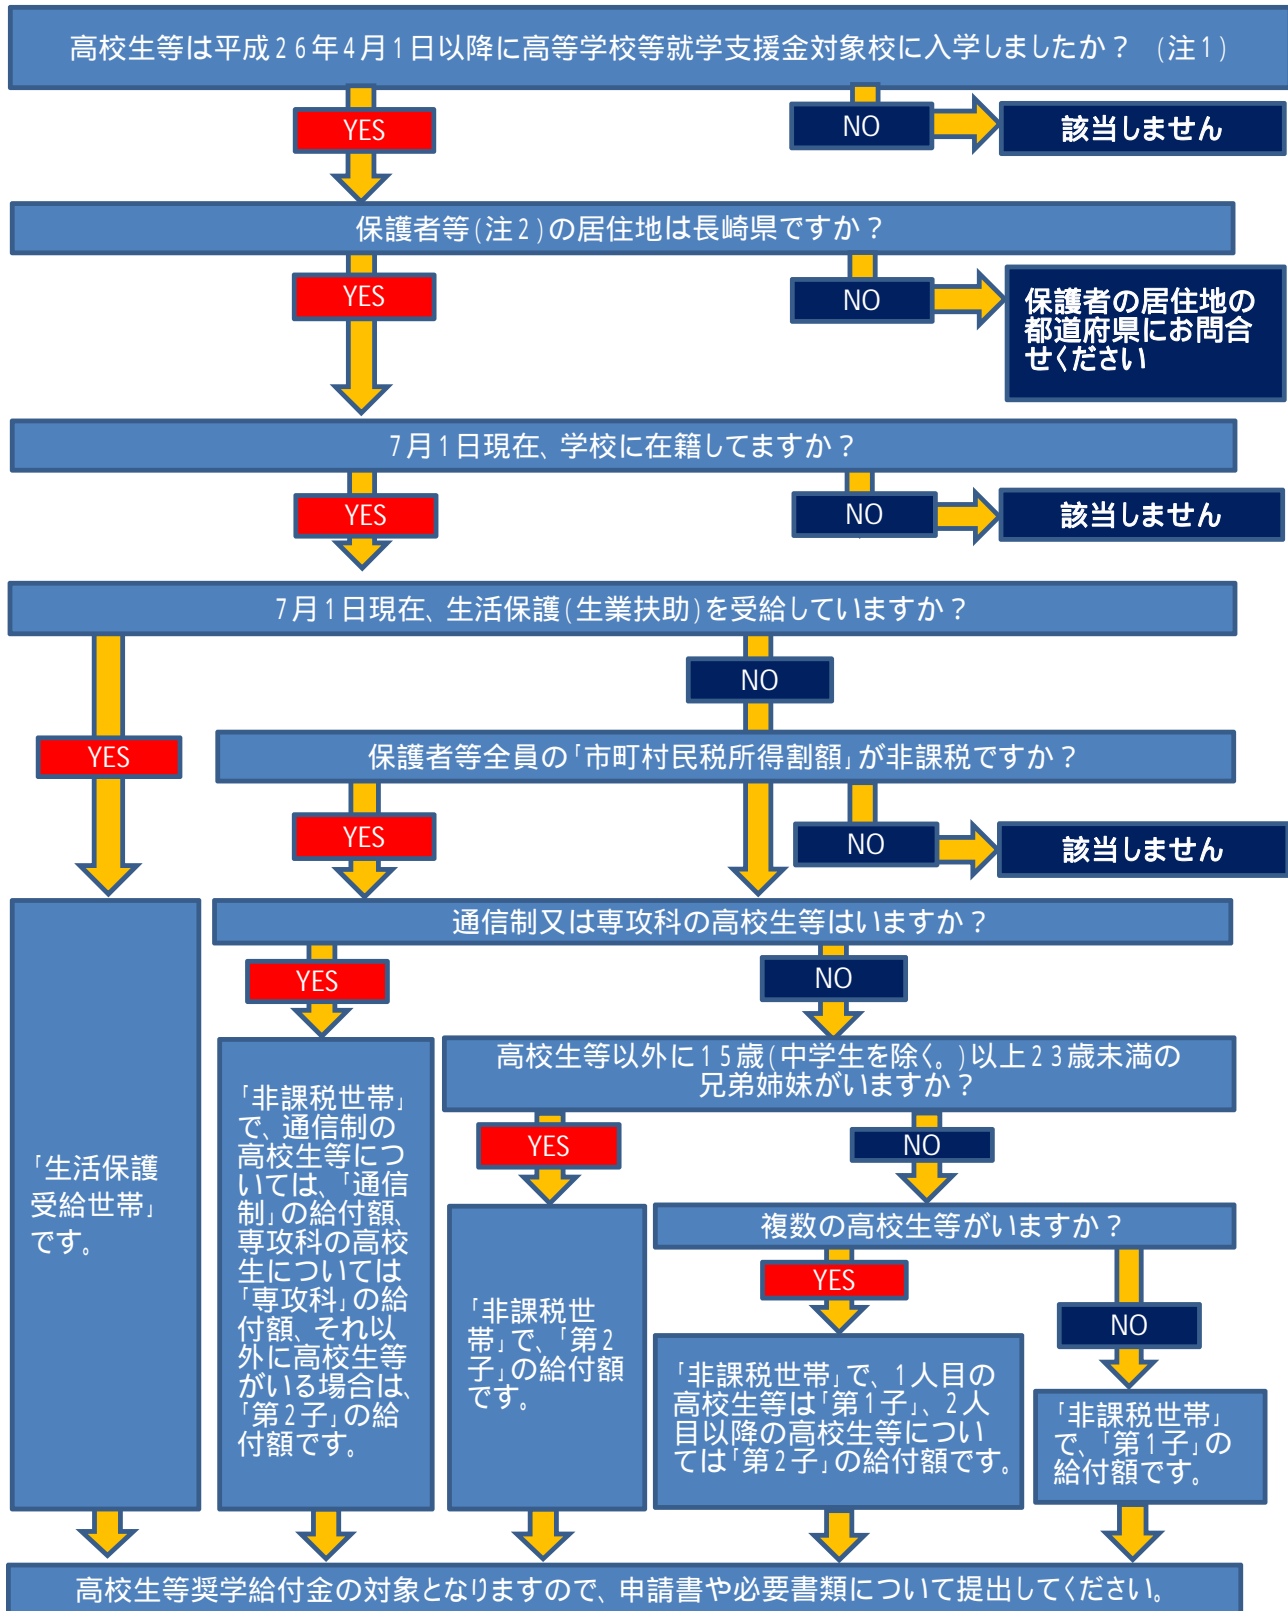 高校生等は平成26年4月1日以降に高等学校等就学支援金対象校に入学しましたか？ (注1)
YES
NO
該当しません
保護者等(注2)の居住地は長崎県ですか？
YES
NO
保護者の居住地の
都道府県にお問合
せください
7月1日現在、学校に在籍してますか？
YES
NO
該当しません
7月1日現在、生活保護(生業扶助)を受給していますか？
NO
YES
保護者等全員の「市町村民税所得割額」が非課税ですか？
YES
NO
該当しません
通信制又は専攻科の高校生等はいますか？
YES
NO
高校生等以外に15歳(中学生を除く。)以上23歳未満の
兄弟姉妹がいますか？
YES
NO
「生活保護
受給世帯」
です。
「非課税世帯」
で、通信制の
高校生等につ
いては、「通信
制」の給付額、
専攻科の高校
生については
「専攻科」の給
付額、それ以
外に高校生等
がいる場合は、
「第2子」の給
付額です。
複数の高校生等がいますか？
YES
NO
「非課税世
帯」で、「第2
子」の給付額
です。
「非課税世帯」で、1人目の
高校生等は「第1子」、2人
目以降の高校生等につい
ては「第2子」の給付額です。
「非課税世帯」
で、「第1子」の
給付額です。
高校生等奨学給付金の対象となりますので、申請書や必要書類について提出してください。